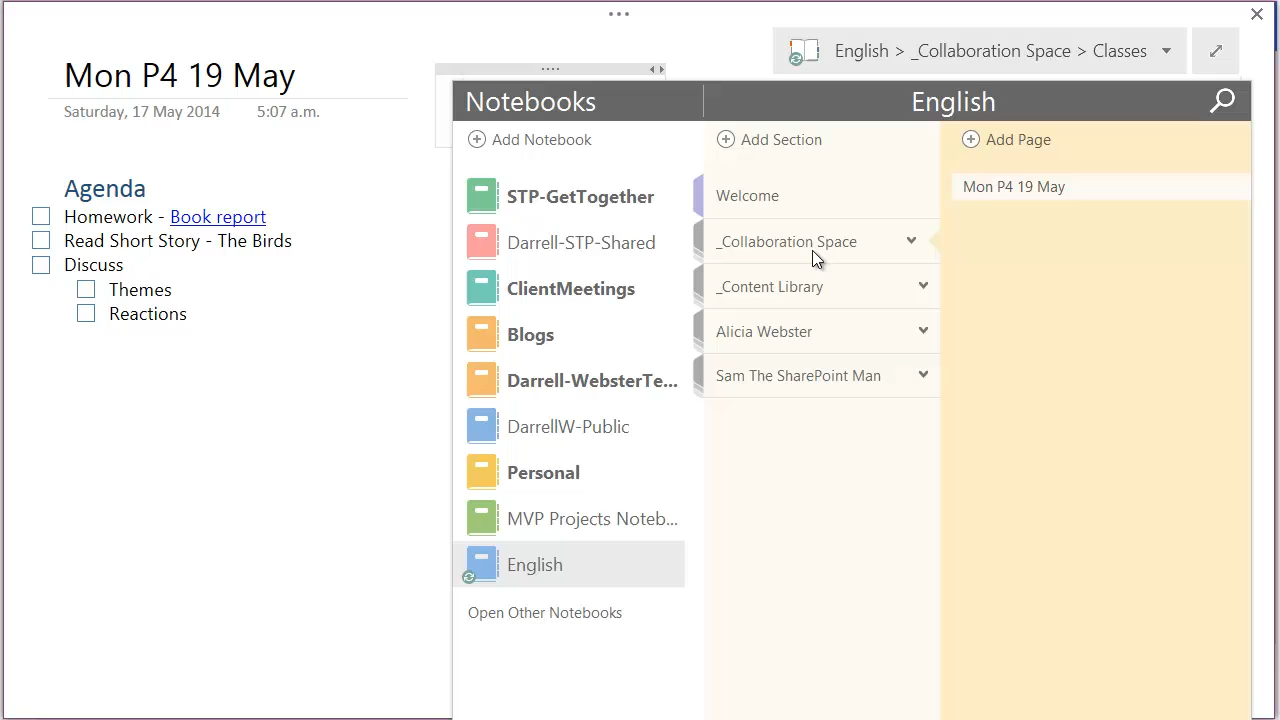 Mon P4 19 May
Saturday, 17 May 2014 5:07 a.m.
Agenda
Homework - Book report
Read Short Story - The Birds
Discuss
Themes
Reactions
English > _Collaboration Space > Classes
Notebooks
English
Add Notebook
STP-GetTogether
Darrell-STP-Shared
ClientMeetings
Blogs
Darrell-WebsterTe...
DarrellW-Public
Personal
MVP Projects Noteb...
English
Open Other Notebooks
Add Section
Welcome
_Collaboration Space
_Content Library
Alicia Webster
Sam The SharePoint Man
Add Page
Mon P4 19 May